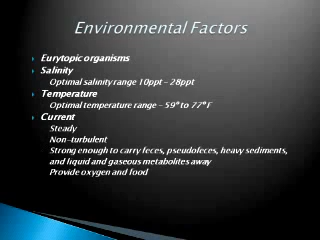 Environmental Factors
Eurytopic organisms
Salinity
Optimal salinity range 10ppt – 28ppt
Temperature
Optimal temperature range – 59° to 77° F
Current
Steady
Non-turbulent
Strong enough to carry feces, pseudofeces, heavy sediments,
and liquid and gaseous metabolites away
Provide oxygen and food